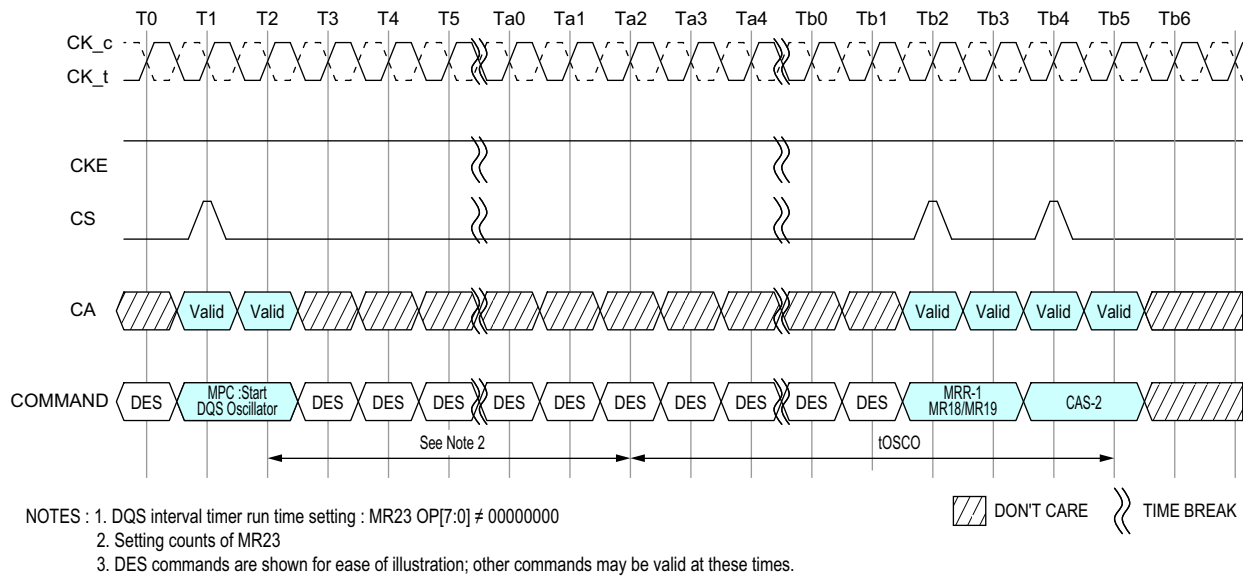 T0 T1 T2 T3 T4 T5 Ta0 Ta1 Ta2 Ta3 Ta4 Tb0 Tb1 Tb2 Tb3 Tb4 Tb5 Tb6
CK_c
CK_t
CKE
CS
CA Valid Valid Valid Valid Valid Valid
COMMAND DES MPC :Start DES DES DES DES DES DES DES DES DES DES MRR-1 CAS-2
DQS Oscillator MR18/MR19
See Note 2 tOSCO
NOTES : 1. DQS interval timer run time setting : MR23 OP[7:0] ≠ 00000000
2. Setting counts of MR23
3. DES commands are shown for ease of illustration; other commands may be valid at these times.
DON'T CARE TIME BREAK